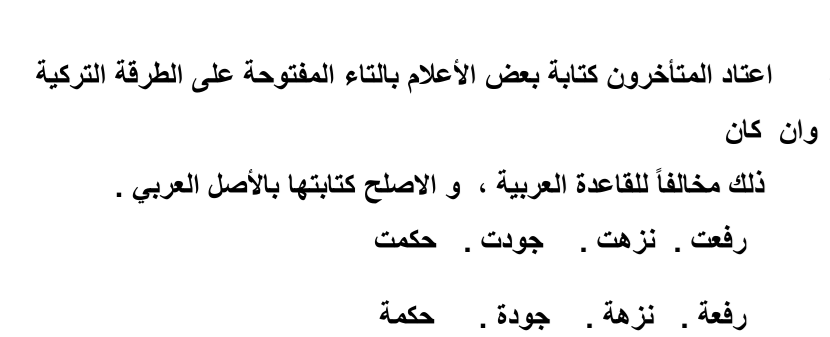 اعتاد المتأخرون كتابة بعض الأعلام بالتاء المفتوحة على الطرقة التركية
وان كان
ذلك مخالفاً للقاعدة العربية ، و الاصلح كتابتها بالأصل العربي .
رفعت . نزهت . جودت . حكمت
رفعة . نزهة . جودة . حكمة